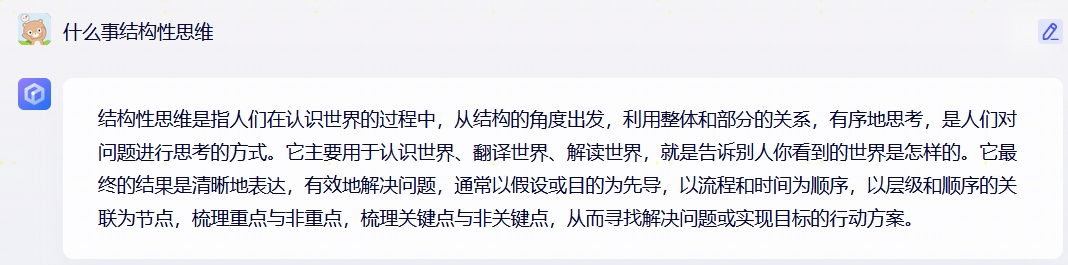 什么事结构性思维
结构性思维是指人们在认识世界的过程中，从结构的角度出发，利用整体和部分的关系，有序地思考，是人们对
问题进行思考的方式。它主要用于认识世界、翻译世界、解读世界，就是告诉别人你看到的世界是怎样的。它最
终的结果是清晰地表达，有效地解决问题，通常以假设或目的为先导，以流程和时间为顺序，以层级和顺序的关
联为节点，梳理重点与非重点，梳理关键点与非关键点，从而寻找解决问题或实现目标的行动方案。